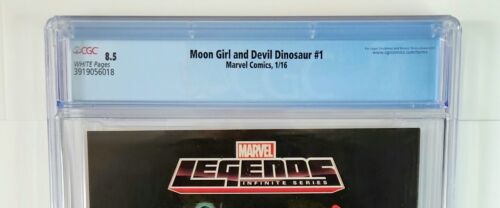 CGC
8.5
WHITE Pages
3919056018
Moon Girl and Devil Dinosaur #1
Marvel Comics, 1/16
MARVEL
LEGENDS
INFINITE SERIES